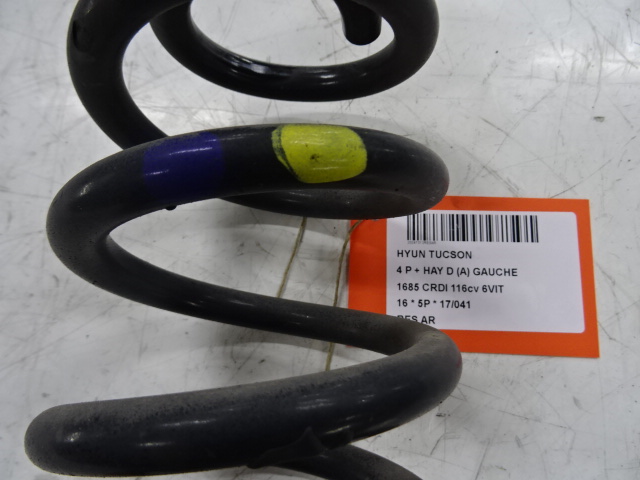 HYUN TUCSON
4 P + HAY D (A) GAUCHE
1685 CRDI 116cv 6VIT
16 * 5P * 17/041
RES AR